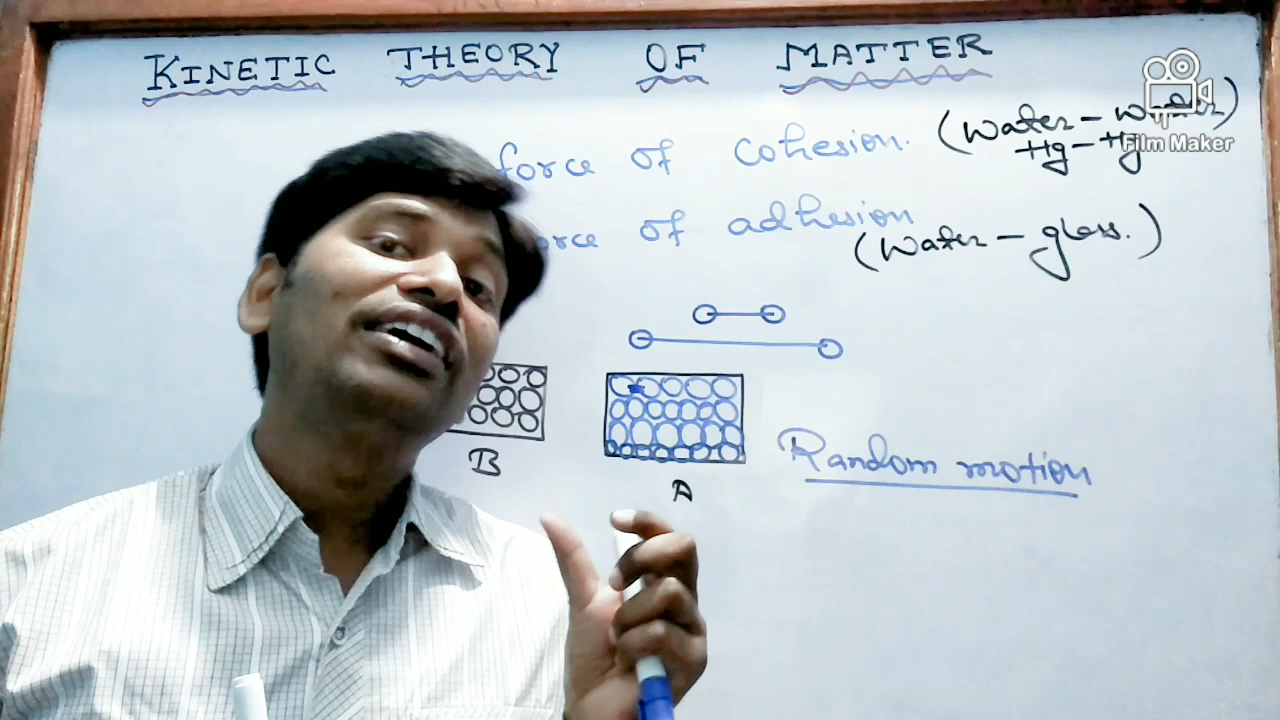 KINETIC THEORY OF MATTER
force of cohesion. (Water - Water)
Hg - Hg
orce of adhesion
(Water - glass.)
B
A
Random motion
Film Maker